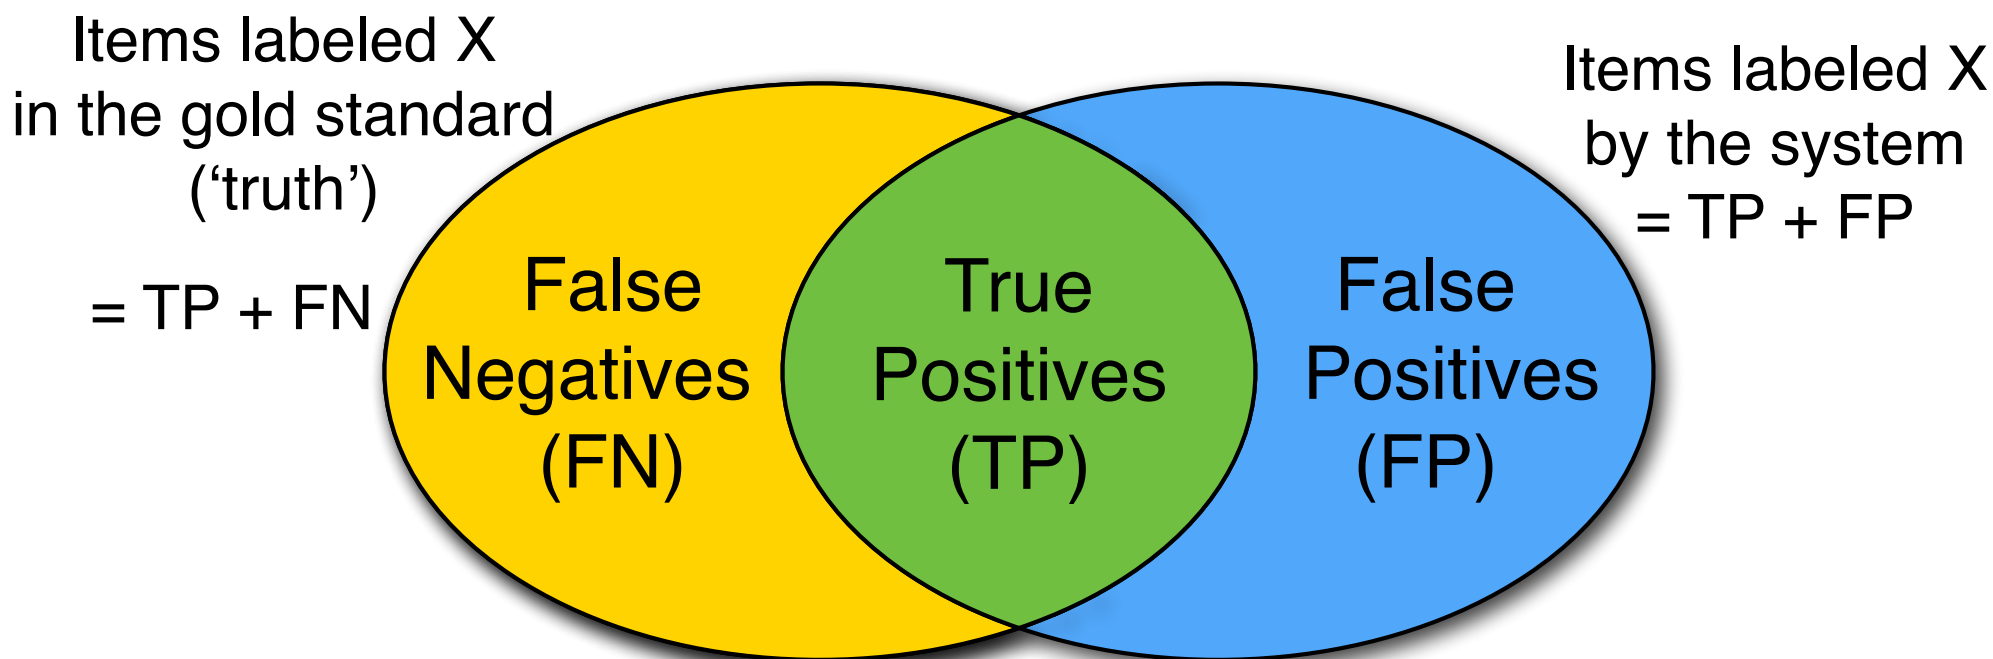 Items labeled X
in the gold standard
(‘truth’)
= TP + FN
Items labeled X
by the system
= TP + FP
False
Negatives
(FN)
True
Positives
(TP)
False
Positives
(FP)